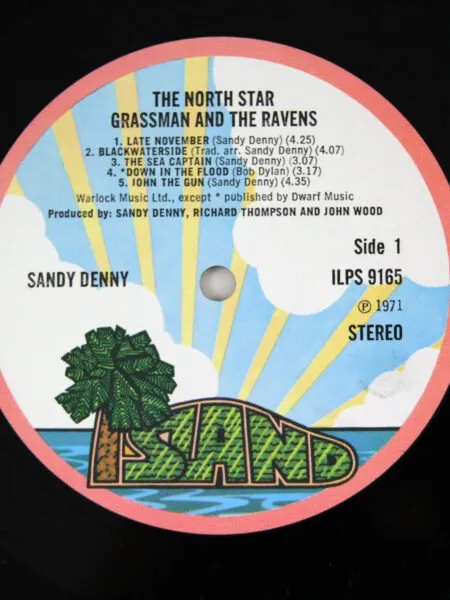 THE NORTH STAR
GRASSMAN AND THE RAVENS
1. LATE NOVEMBER (Sandy Denny) (4.25)
2. BLACKWATERSIDE (Trad. arr. Sandy Denny) (4.07)
3. THE SEA CAPTAIN (Sandy Denny) (3.07)
4. *DOWN IN THE FLOOD (Bob Dylan) (3.17)
5. JOHN THE GUN (Sandy Denny) (4.35)
Warlock Music Ltd., except * published by Dwarf Music
Produced by: SANDY DENNY, RICHARD THOMPSON AND JOHN WOOD
Side 1
SANDY DENNY
ILPS 9165
Ⓟ 1971
STEREO
ISLAND